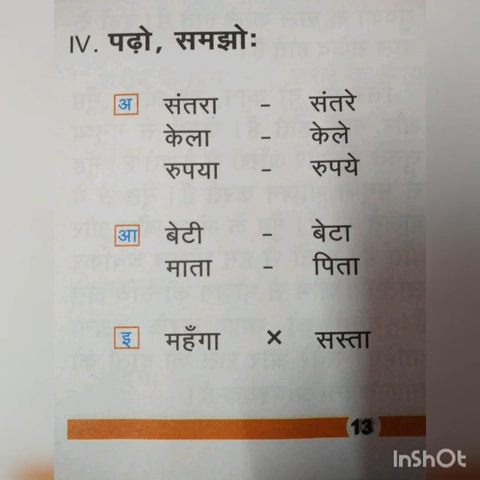 IV. पढ़ो, समझो:
अ संतरा – संतरे
केला केले
रुपया – रुपये
आ बेटी – बेटा
माता – पिता
इ महँगा × सस्ता
13
InShOt